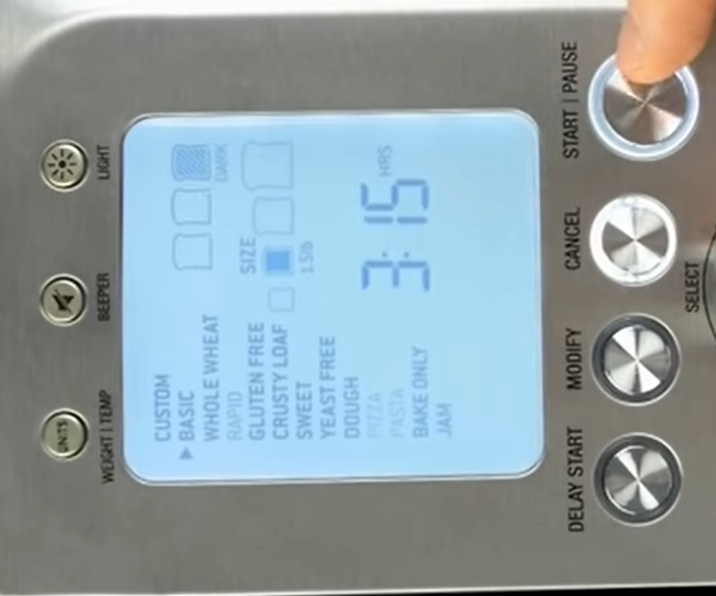 UNITS
WEIGHT | TEMP
BEEPER
LIGHT
CUSTOM
BASIC
WHOLE WHEAT
RAPID
GLUTEN FREE
CRUSTY LOAF
SWEET
YEAST FREE
DOUGH
PIZZA
PASTA
BAKE ONLY
JAM
DARK
SIZE
1.5lb
3:15 HRS
DELAY START
MODIFY
CANCEL
START | PAUSE
SELECT